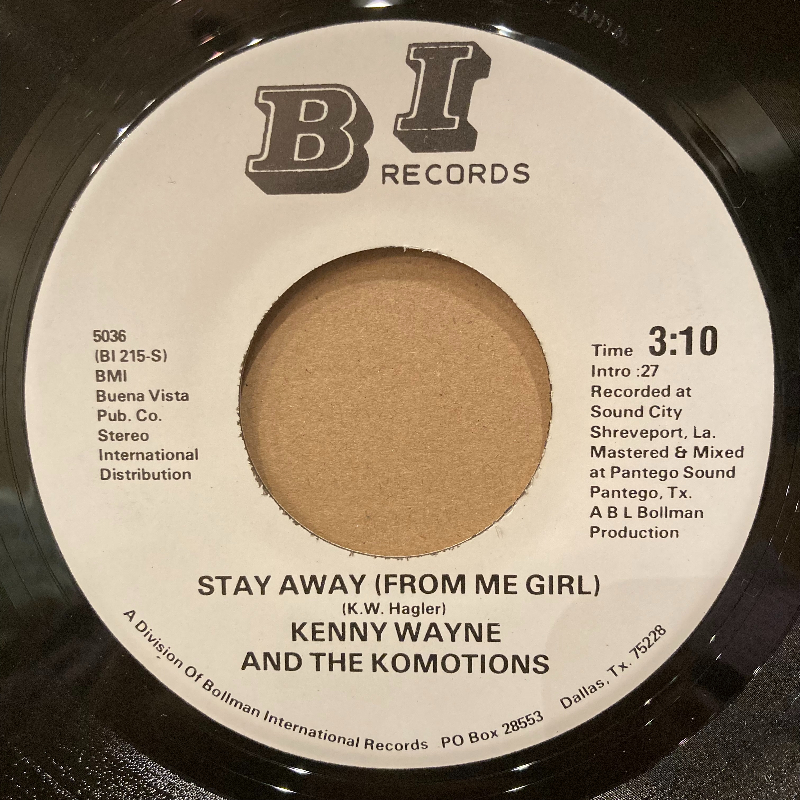 BI
RECORDS
5036
(BI 215-S)
BMI
Buena Vista
Pub. Co.
Stereo
International
Distribution
Time 3:10
Intro :27
Recorded at
Sound City
Shreveport, La.
Mastered & Mixed
at Pantego Sound
Pantego, Tx.
A B L Bollman
Production
STAY AWAY (FROM ME GIRL)
(K.W. Hagler)
KENNY WAYNE
AND THE KOMOTIONS
A Division Of Bollman International Records PO Box 28553 Dallas, Tx. 75228